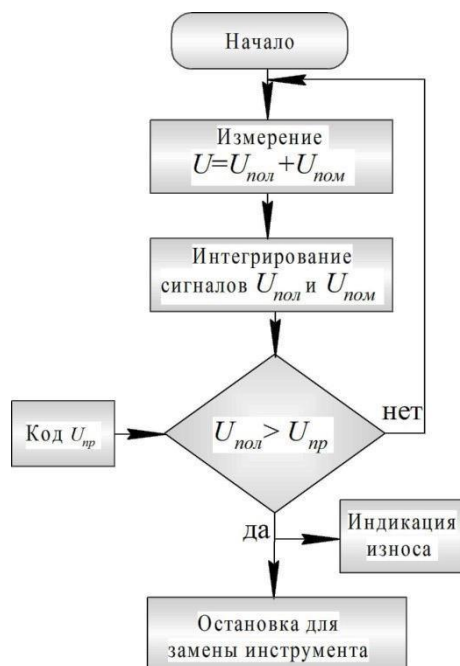 Начало
Измерение
U=Uпол+Uпом
Интегрирование
сигналов Uпол и Uпом
нет
Код Uпр
Uпол> Uпр
да
Индикация
износа
Остановка для
замены инструмента